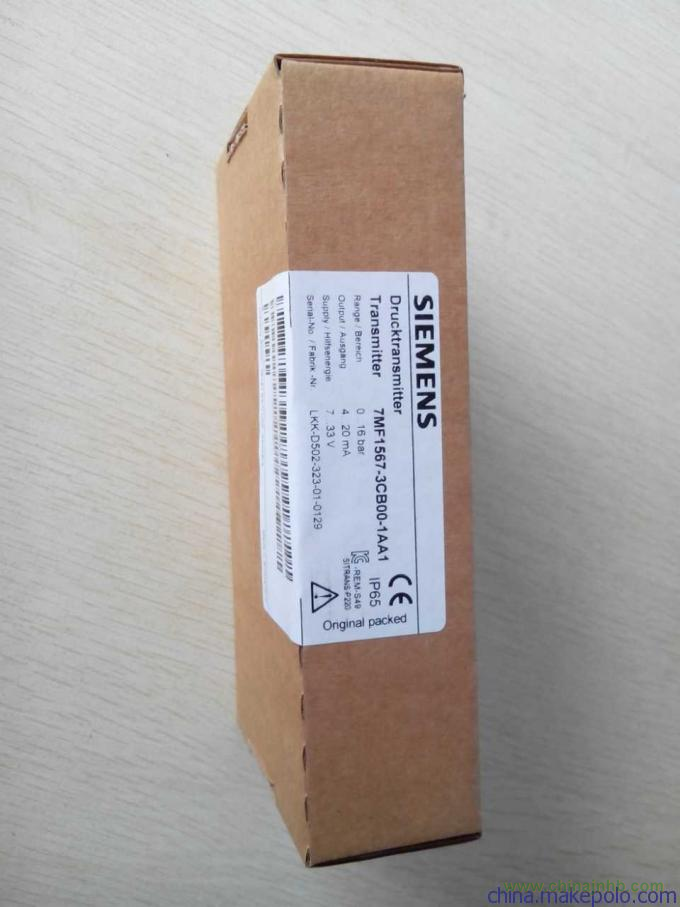 SIEMENS
Drucktransmitter
Transmitter 7MF1567-3CB00-1AA1
Range / Bereich 0 16 bar
Output / Ausgang 4 20 mA
Supply / Hilfsenergie 7 33 V
Serial-No. / Fabrik.-Nr. LKK-D502-323-01-0129
CE
IP65
REM-S49
SITRANS-P220
Original packed
china.makepolo.com